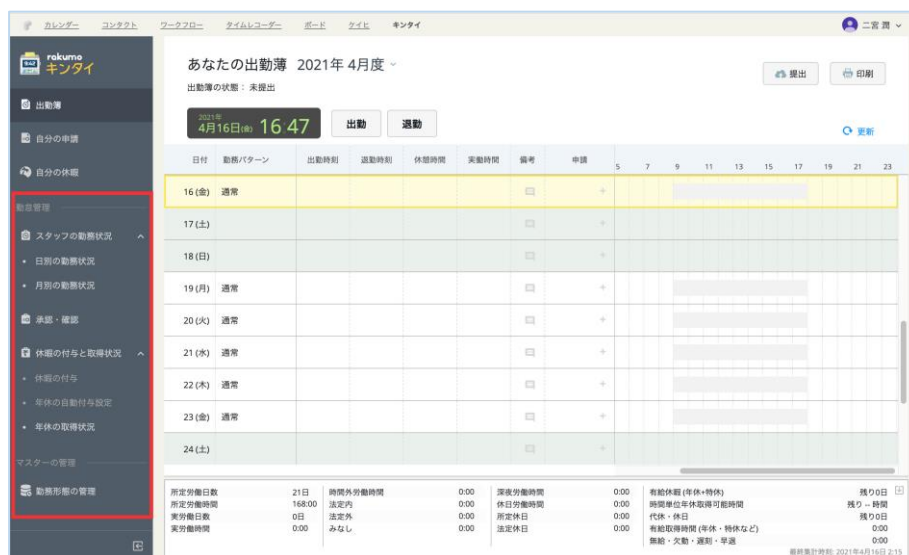 カレンダー コンタクト ワークフロー タイムレコーダー ボード ケイヒ キンタイ 二宮 潤
rakumo
キンタイ
出勤簿
自分の申請
自分の休暇
勤怠管理
スタッフの勤務状況
• 日別の勤務状況
• 月別の勤務状況
承認・確認
休暇の付与と取得状況
• 休暇の付与
• 年休の自動付与設定
• 年休の取得状況
マスターの管理
勤務形態の管理
あなたの出勤簿 2021年 4月度
出勤簿の状態： 未提出
提出 印刷
2021年
4月16日(金) 16:47 出勤 退勤
更新
日付 勤務パターン 出勤時刻 退勤時刻 休憩時間 実働時間 備考 申請 5 7 9 11 13 15 17 19 21 23
16 (金) 通常
17 (土)
18 (日)
19 (月) 通常
20 (火) 通常
21 (水) 通常
22 (木) 通常
23 (金) 通常
24 (土)
所定労働日数 21日 時間外労働時間 0:00 深夜労働時間 0:00 有給休暇 (年休+特休) 残り0日
所定労働時間 168:00 法定内 0:00 休日労働時間 0:00 時間単位年休取得可能時間 残り -- 時間
実労働日数 0日 法定外 0:00 所定休日 0:00 代休・休日 残り0日
実労働時間 0:00 みなし 0:00 法定休日 0:00 有給取得時間 (年休・特休など) 0:00
無給・欠勤・遅刻・早退 0:00
最終集計時刻: 2021年4月16日 2:15